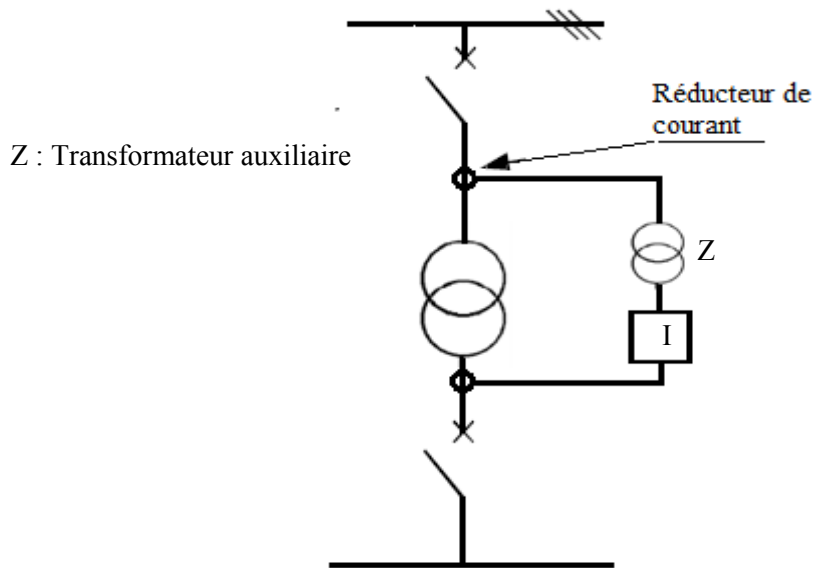 Réducteur de
courant
Z : Transformateur auxiliaire
Z
I